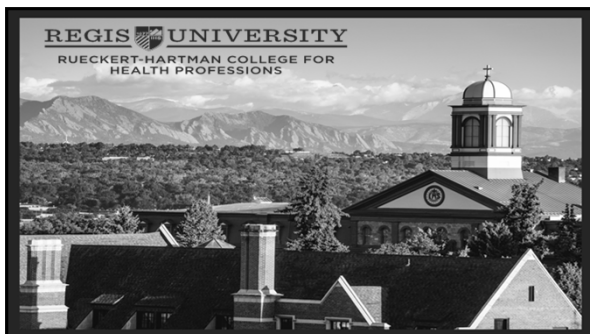 REGIS UNIVERSITY
RUECKERT-HARTMAN COLLEGE FOR
HEALTH PROFESSIONS